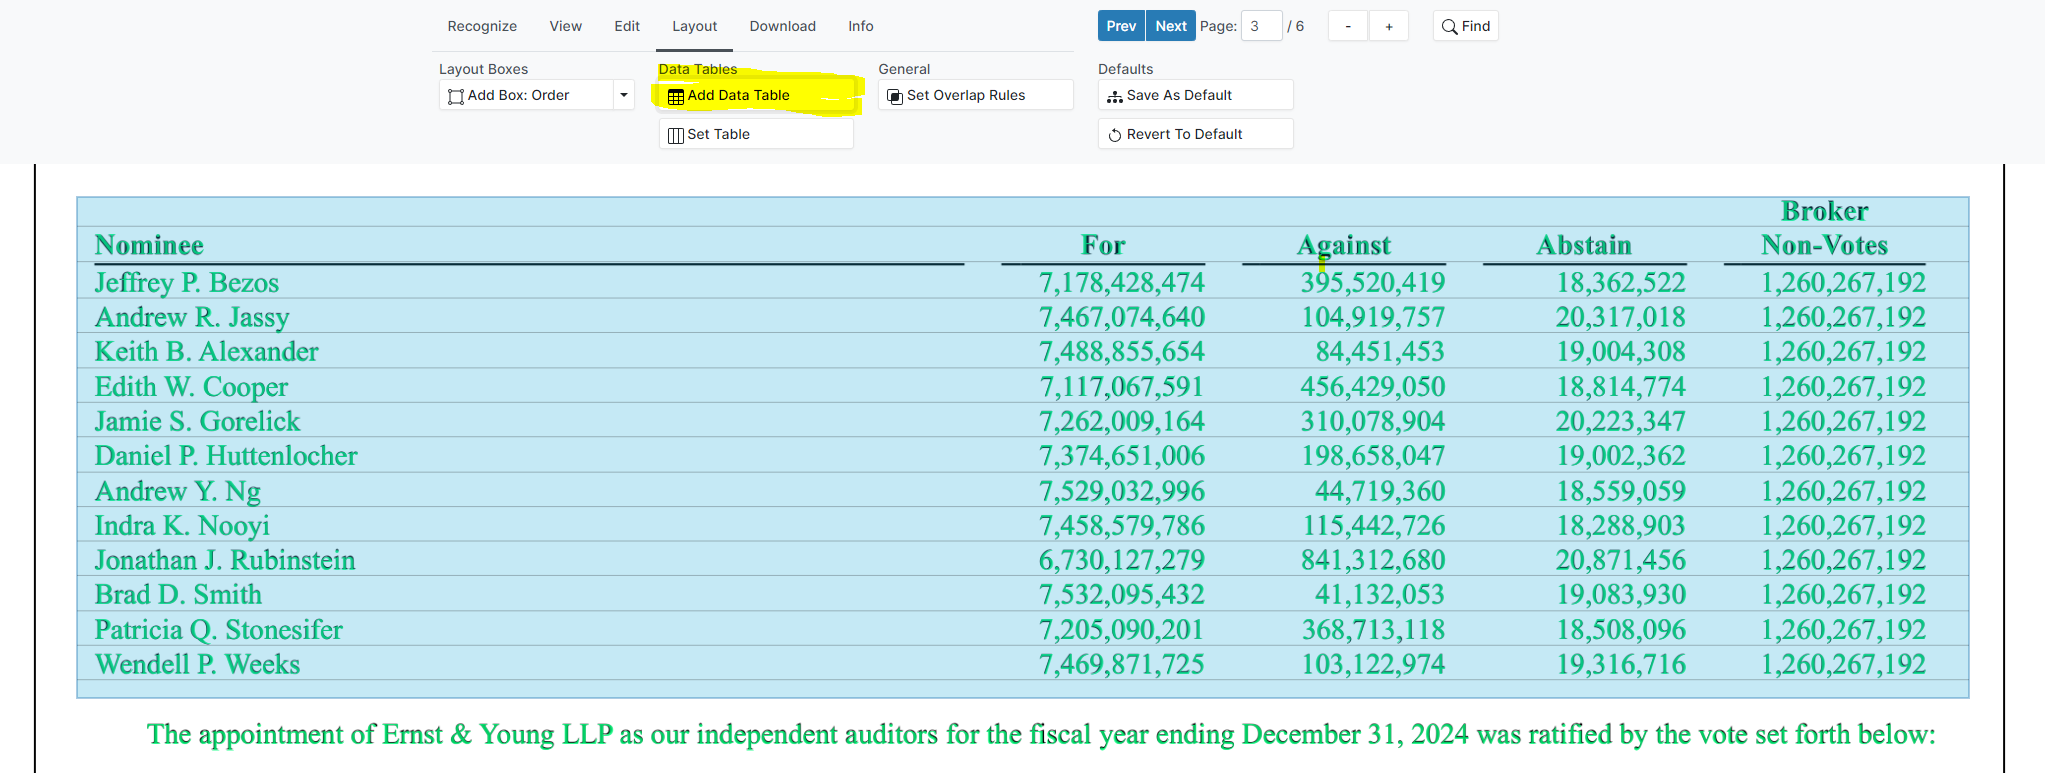 Recognize View Edit Layout Download Info Prev Next Page: 3 / 6 - + Find
Layout Boxes Data Tables General Defaults
Add Box: Order Add Data Table Set Overlap Rules Save As Default
Set Table Revert To Default
Broker
Nominee For Against Abstain Non-Votes
Jeffrey P. Bezos 7,178,428,474 395,520,419 18,362,522 1,260,267,192
Andrew R. Jassy 7,467,074,640 104,919,757 20,317,018 1,260,267,192
Keith B. Alexander 7,488,855,654 84,451,453 19,004,308 1,260,267,192
Edith W. Cooper 7,117,067,591 456,429,050 18,814,774 1,260,267,192
Jamie S. Gorelick 7,262,009,164 310,078,904 20,223,347 1,260,267,192
Daniel P. Huttenlocher 7,374,651,006 198,658,047 19,002,362 1,260,267,192
Andrew Y. Ng 7,529,032,996 44,719,360 18,559,059 1,260,267,192
Indra K. Nooyi 7,458,579,786 115,442,726 18,288,903 1,260,267,192
Jonathan J. Rubinstein 6,730,127,279 841,312,680 20,871,456 1,260,267,192
Brad D. Smith 7,532,095,432 41,132,053 19,083,930 1,260,267,192
Patricia Q. Stonesifer 7,205,090,201 368,713,118 18,508,096 1,260,267,192
Wendell P. Weeks 7,469,871,725 103,122,974 19,316,716 1,260,267,192
The appointment of Ernst & Young LLP as our independent auditors for the fiscal year ending December 31, 2024 was ratified by the vote set forth below: